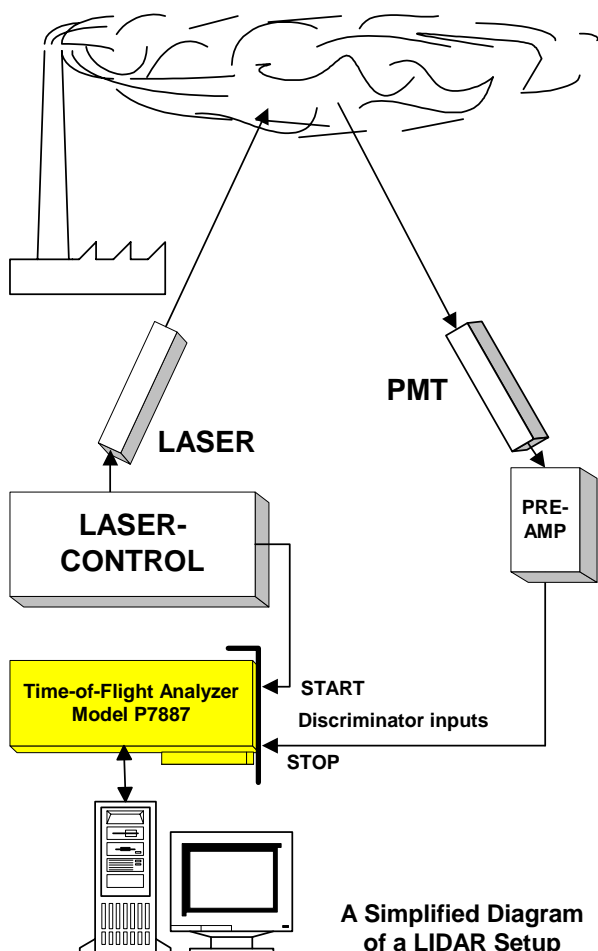 PMT
LASER
LASER-
CONTROL
PRE-
AMP
Time-of-Flight Analyzer
Model P7887
START
Discriminator inputs
STOP
A Simplified Diagram
of a LIDAR Setup